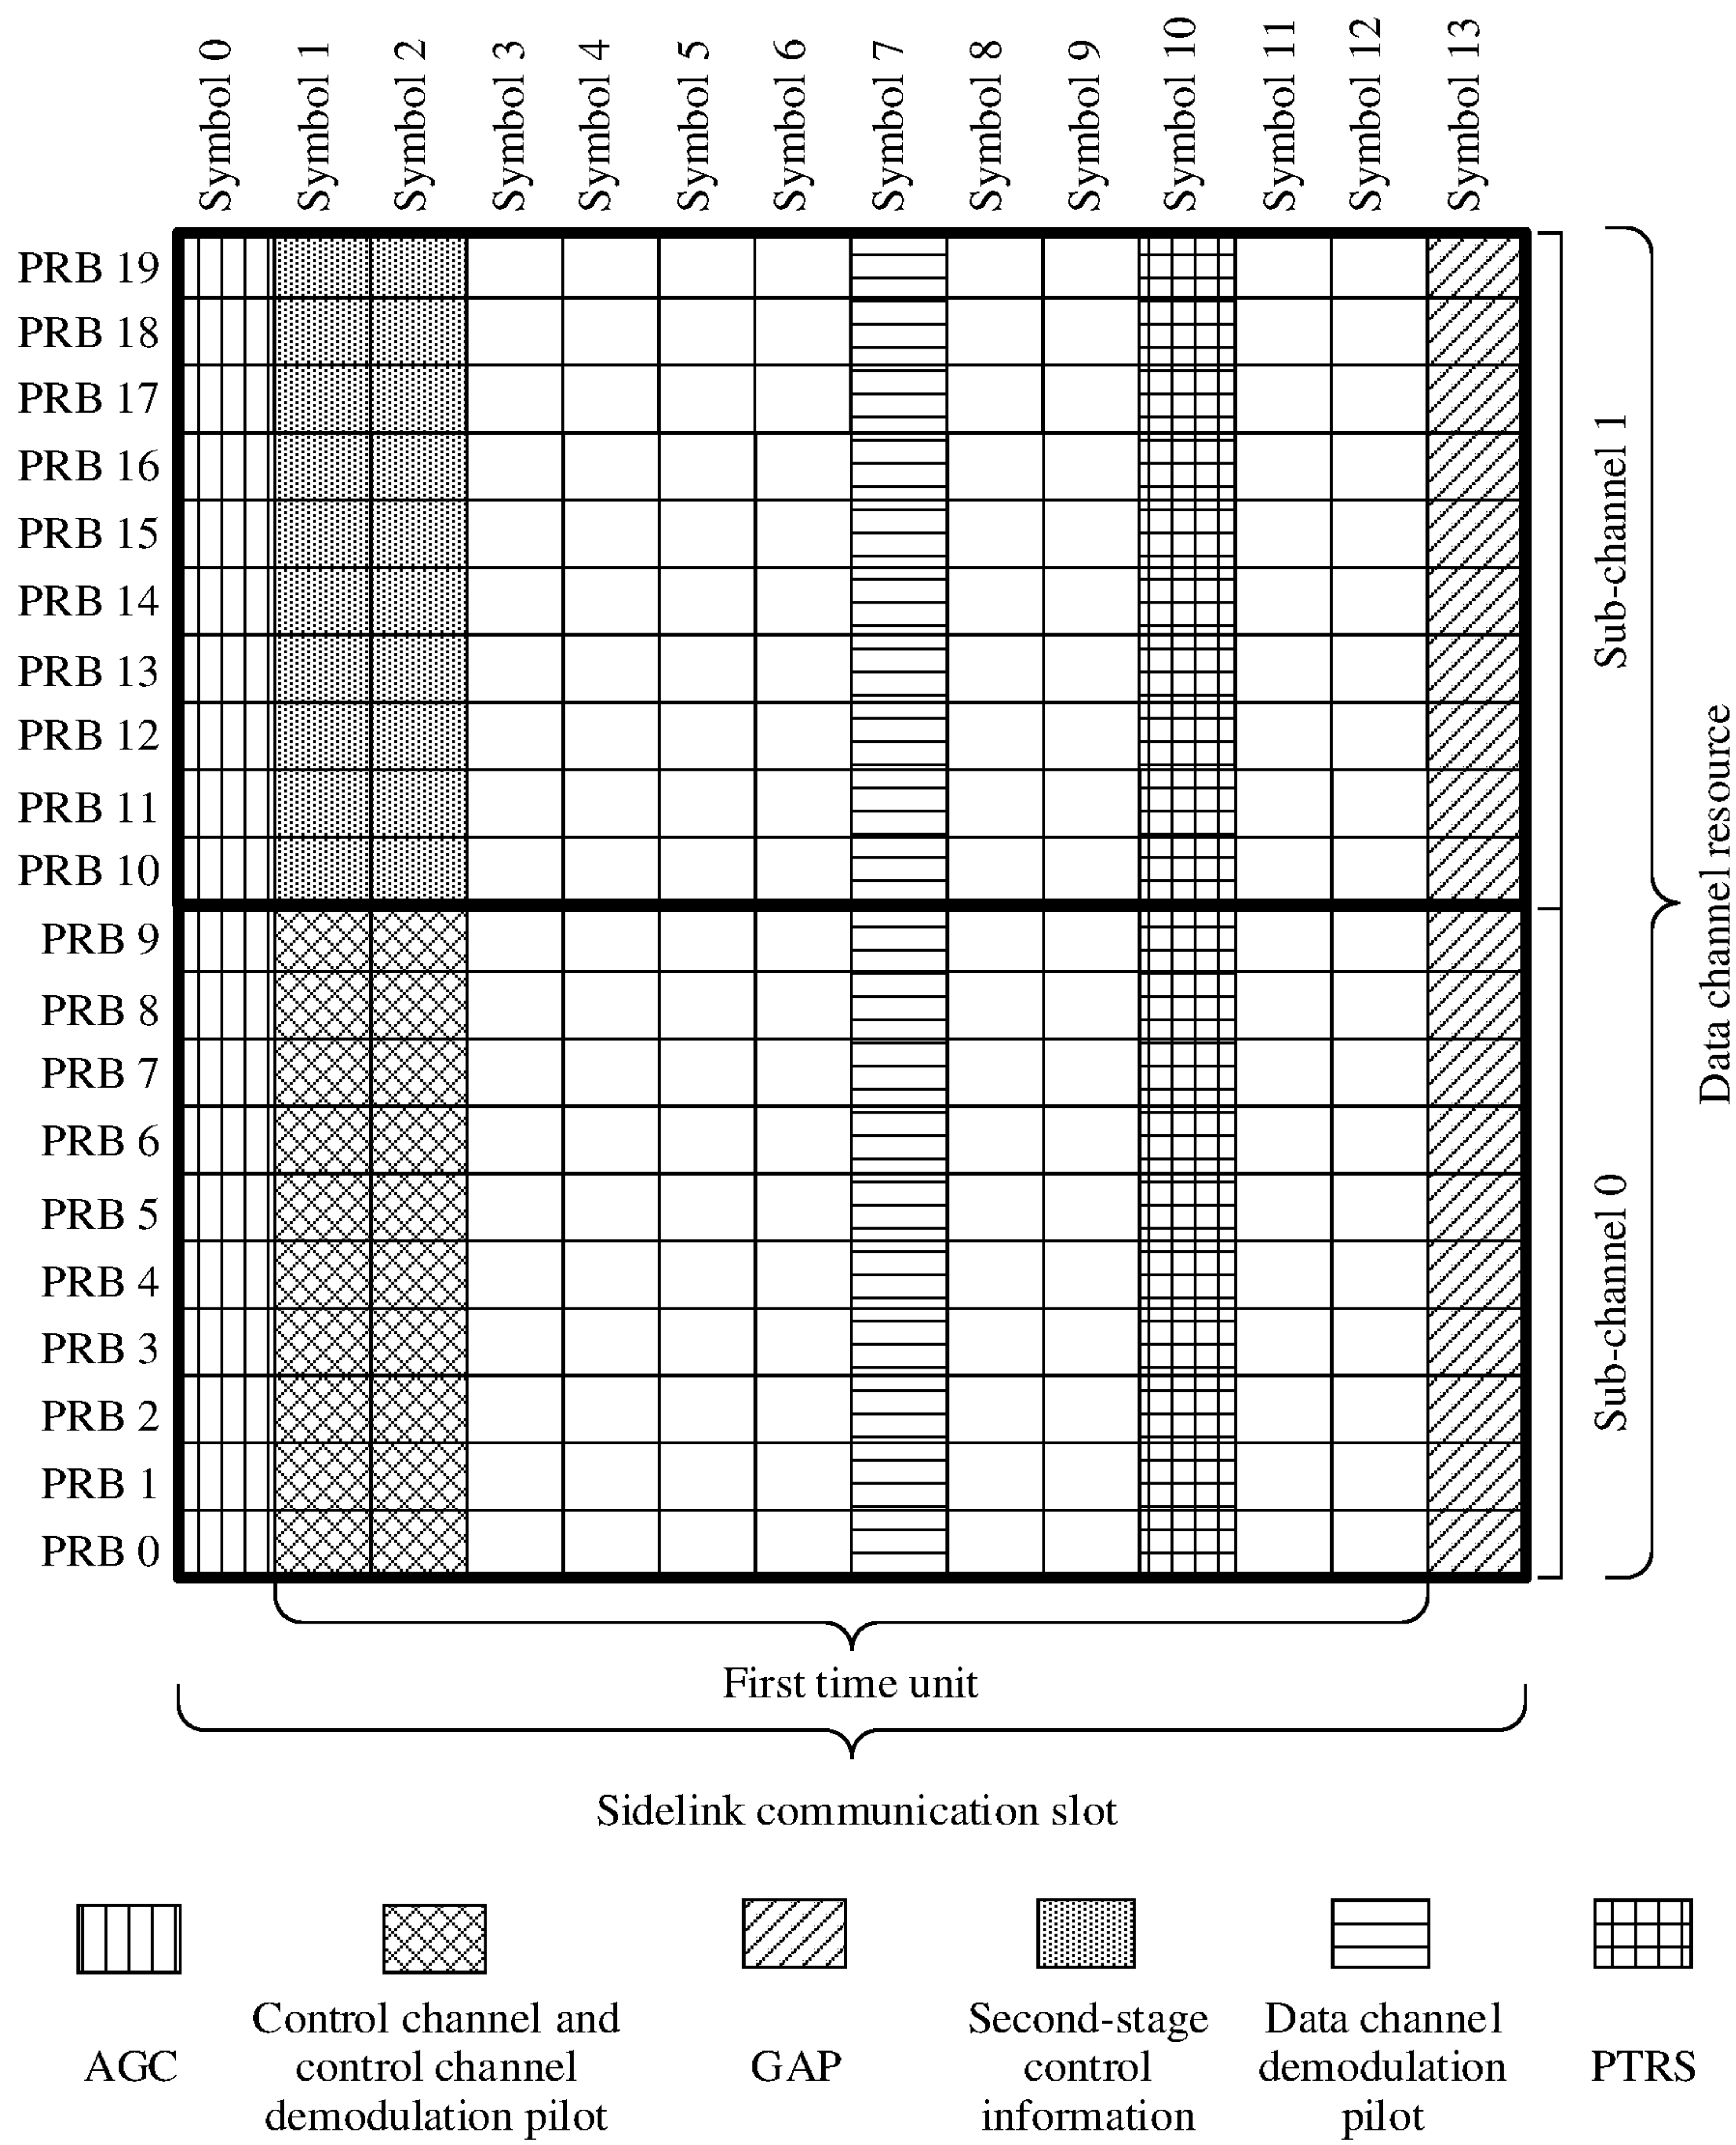 Symbol 0
Symbol 1
Symbol 2
Symbol 3
Symbol 4
Symbol 5
Symbol 6
Symbol 7
Symbol 8
Symbol 9
Symbol 10
Symbol 11
Symbol 12
Symbol 13
PRB 19
PRB 18
PRB 17
PRB 16
PRB 15
PRB 14
PRB 13
PRB 12
PRB 11
PRB 10
PRB 9
PRB 8
PRB 7
PRB 6
PRB 5
PRB 4
PRB 3
PRB 2
PRB 1
PRB 0
Sub-channel 1
Sub-channel 0
Data channel resource
First time unit
Sidelink communication slot
AGC
Control channel and
control channel
demodulation pilot
GAP
Second-stage
control
information
Data channel
demodulation
pilot
PTRS